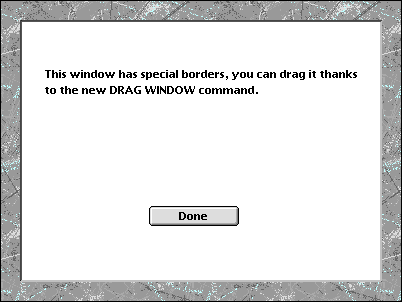 This window has special borders, you can drag it thanks
to the new DRAG WINDOW command.
Done